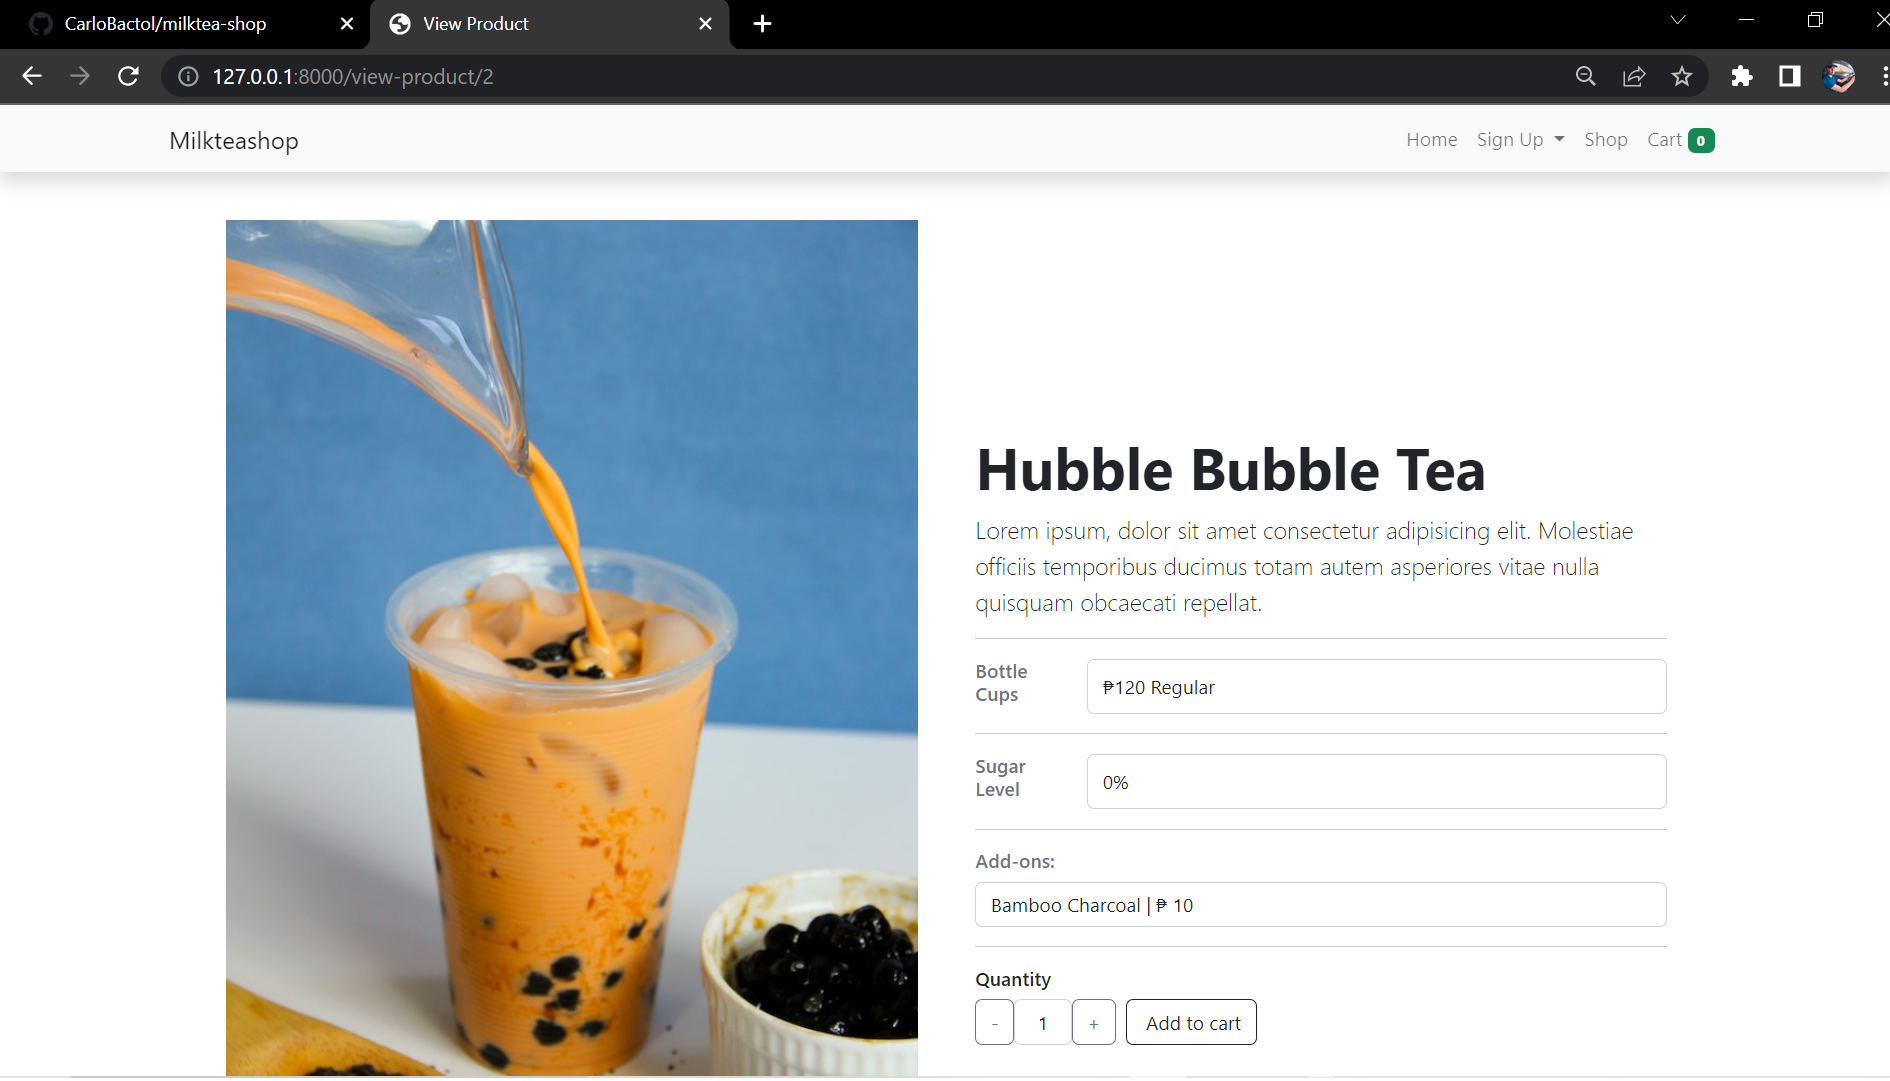 CarloBactol/milktea-shop
View Product
127.0.0.1:8000/view-product/2
Milkteashop
Home
Sign Up
Shop
Cart 0
Hubble Bubble Tea
Lorem ipsum, dolor sit amet consectetur adipisicing elit. Molestiae
officiis temporibus ducimus totam autem asperiores vitae nulla
quisquam obcaecati repellat.
Bottle
Cups
₱120 Regular
Sugar
Level
0%
Add-ons:
Bamboo Charcoal | ₱ 10
Quantity
- 1 +
Add to cart